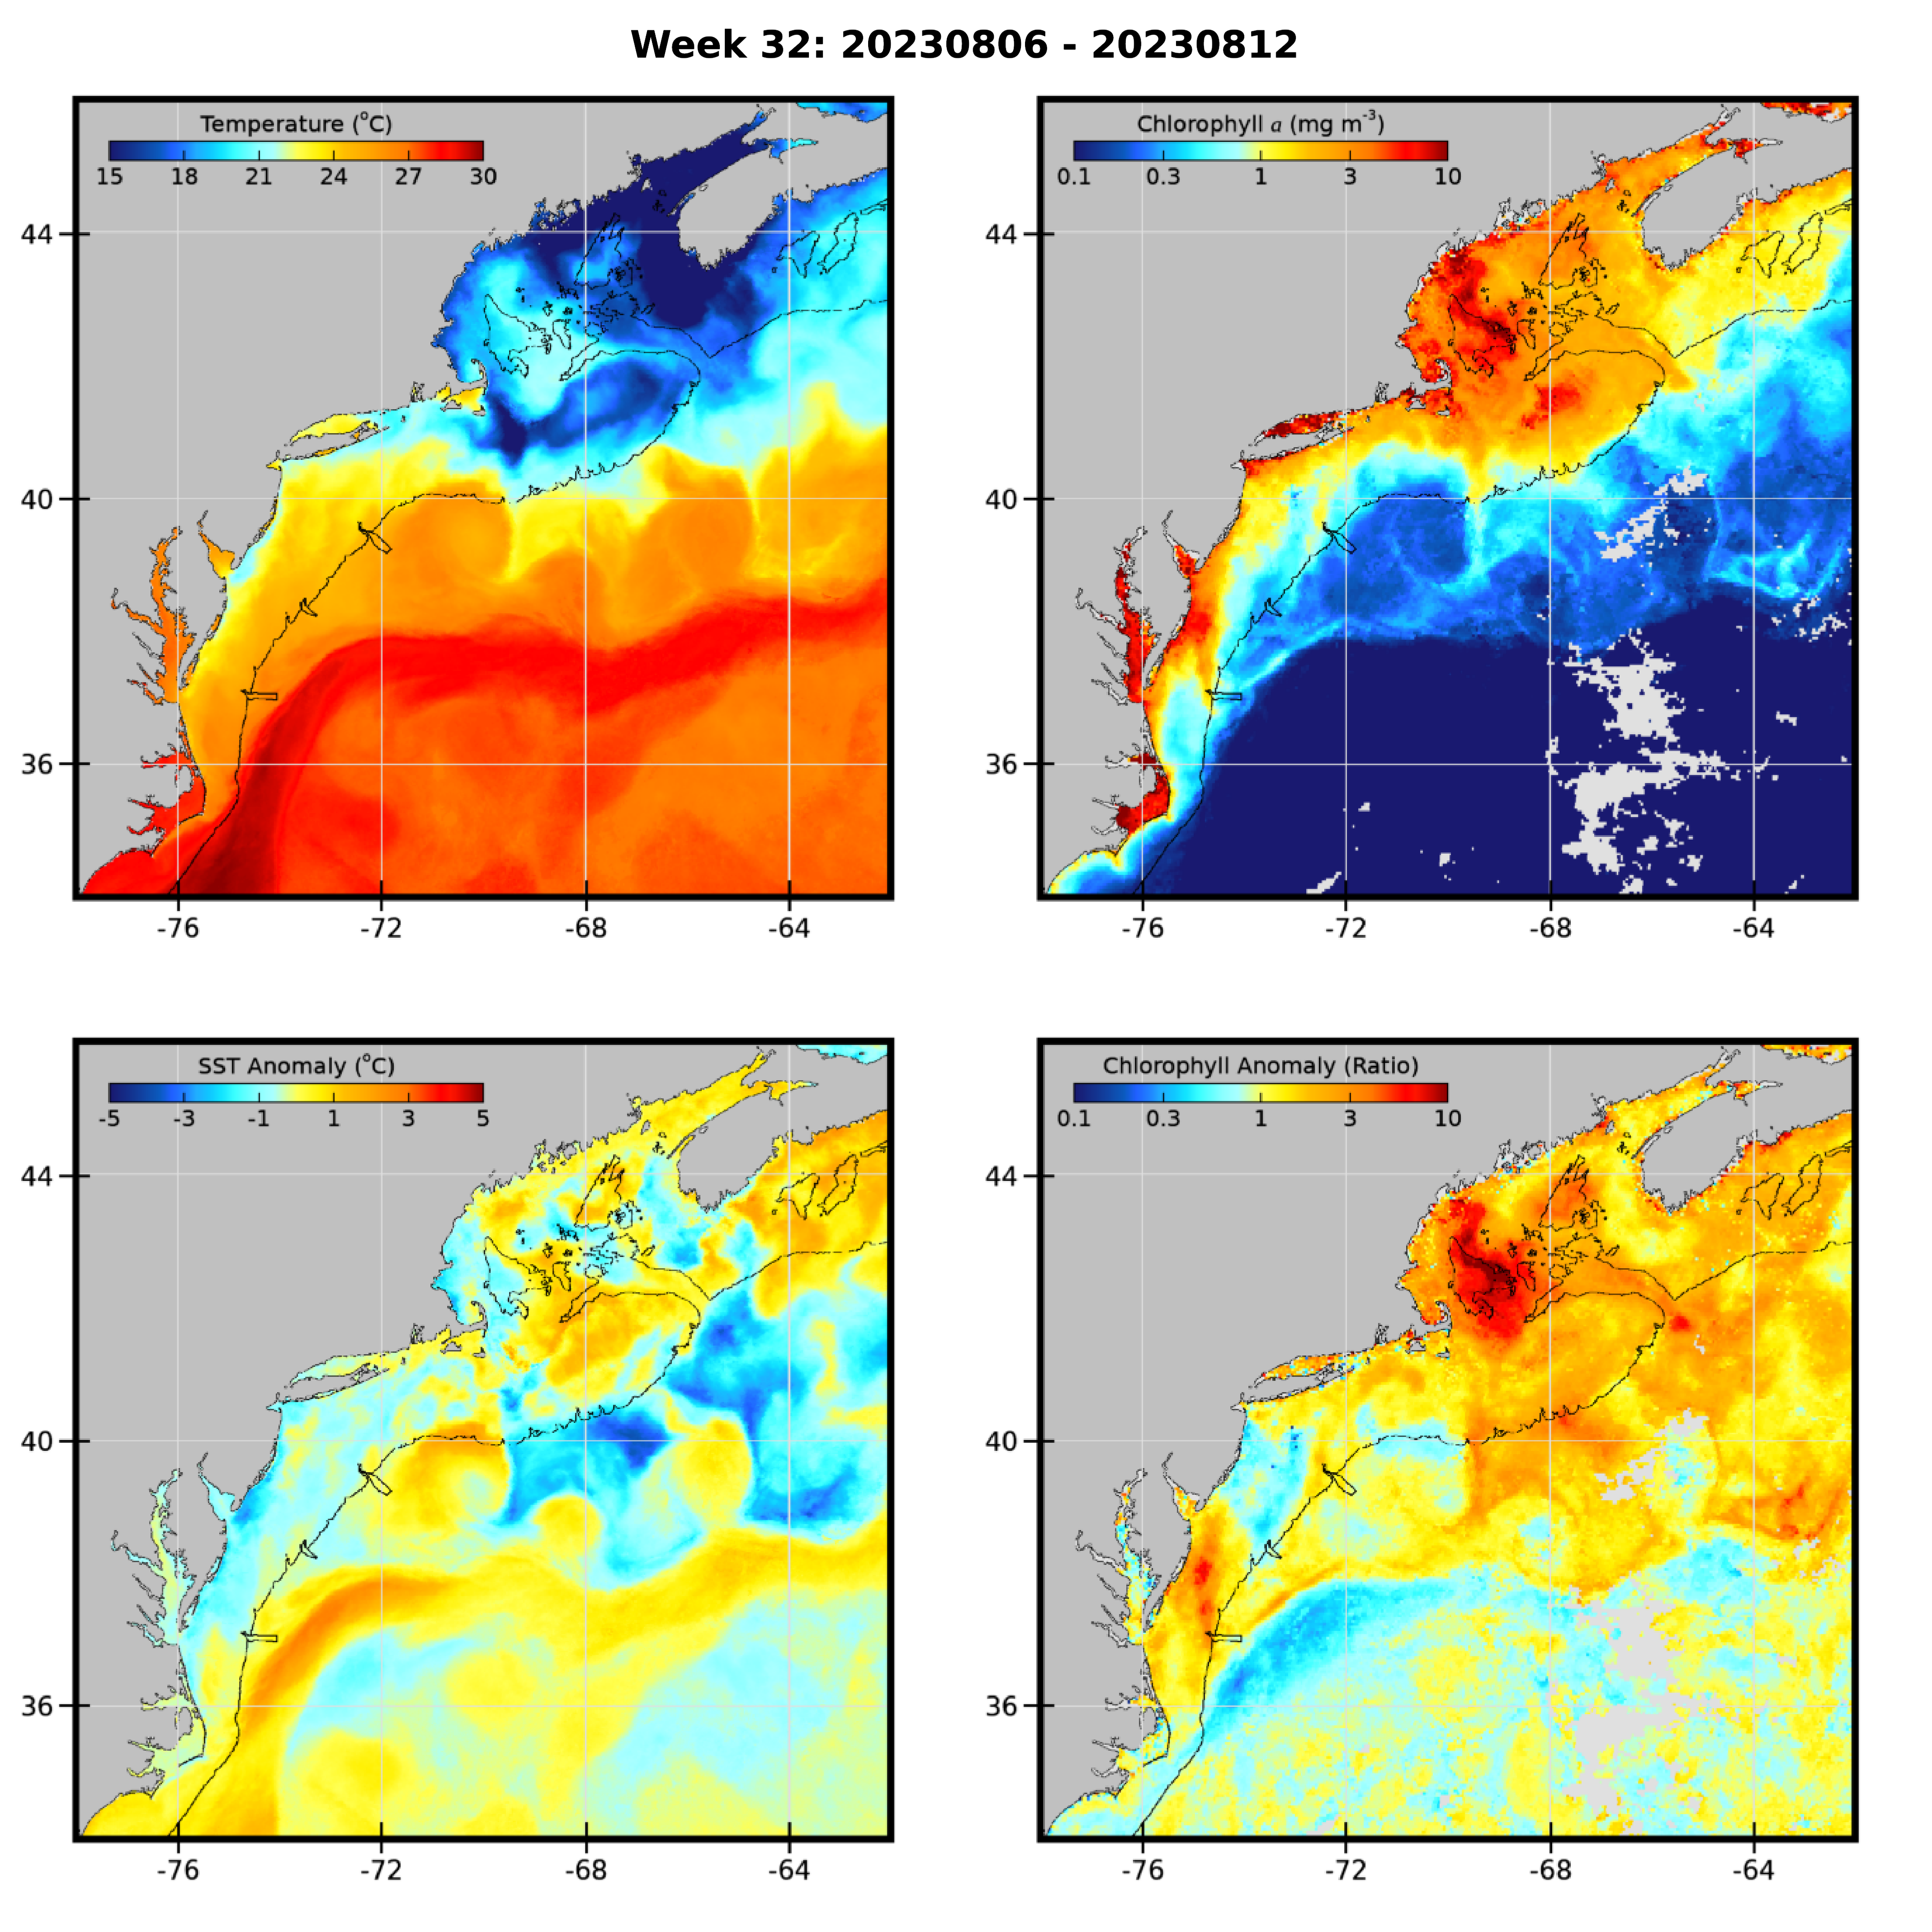 Week 32: 20230806 - 20230812
Temperature (°C)
15 18 21 24 27 30
44
40
36
-76 -72 -68 -64
Chlorophyll a (mg m⁻³)
0.1 0.3 1 3 10
44
40
36
-76 -72 -68 -64
SST Anomaly (°C)
-5 -3 -1 1 3 5
44
40
36
-76 -72 -68 -64
Chlorophyll Anomaly (Ratio)
0.1 0.3 1 3 10
44
40
36
-76 -72 -68 -64